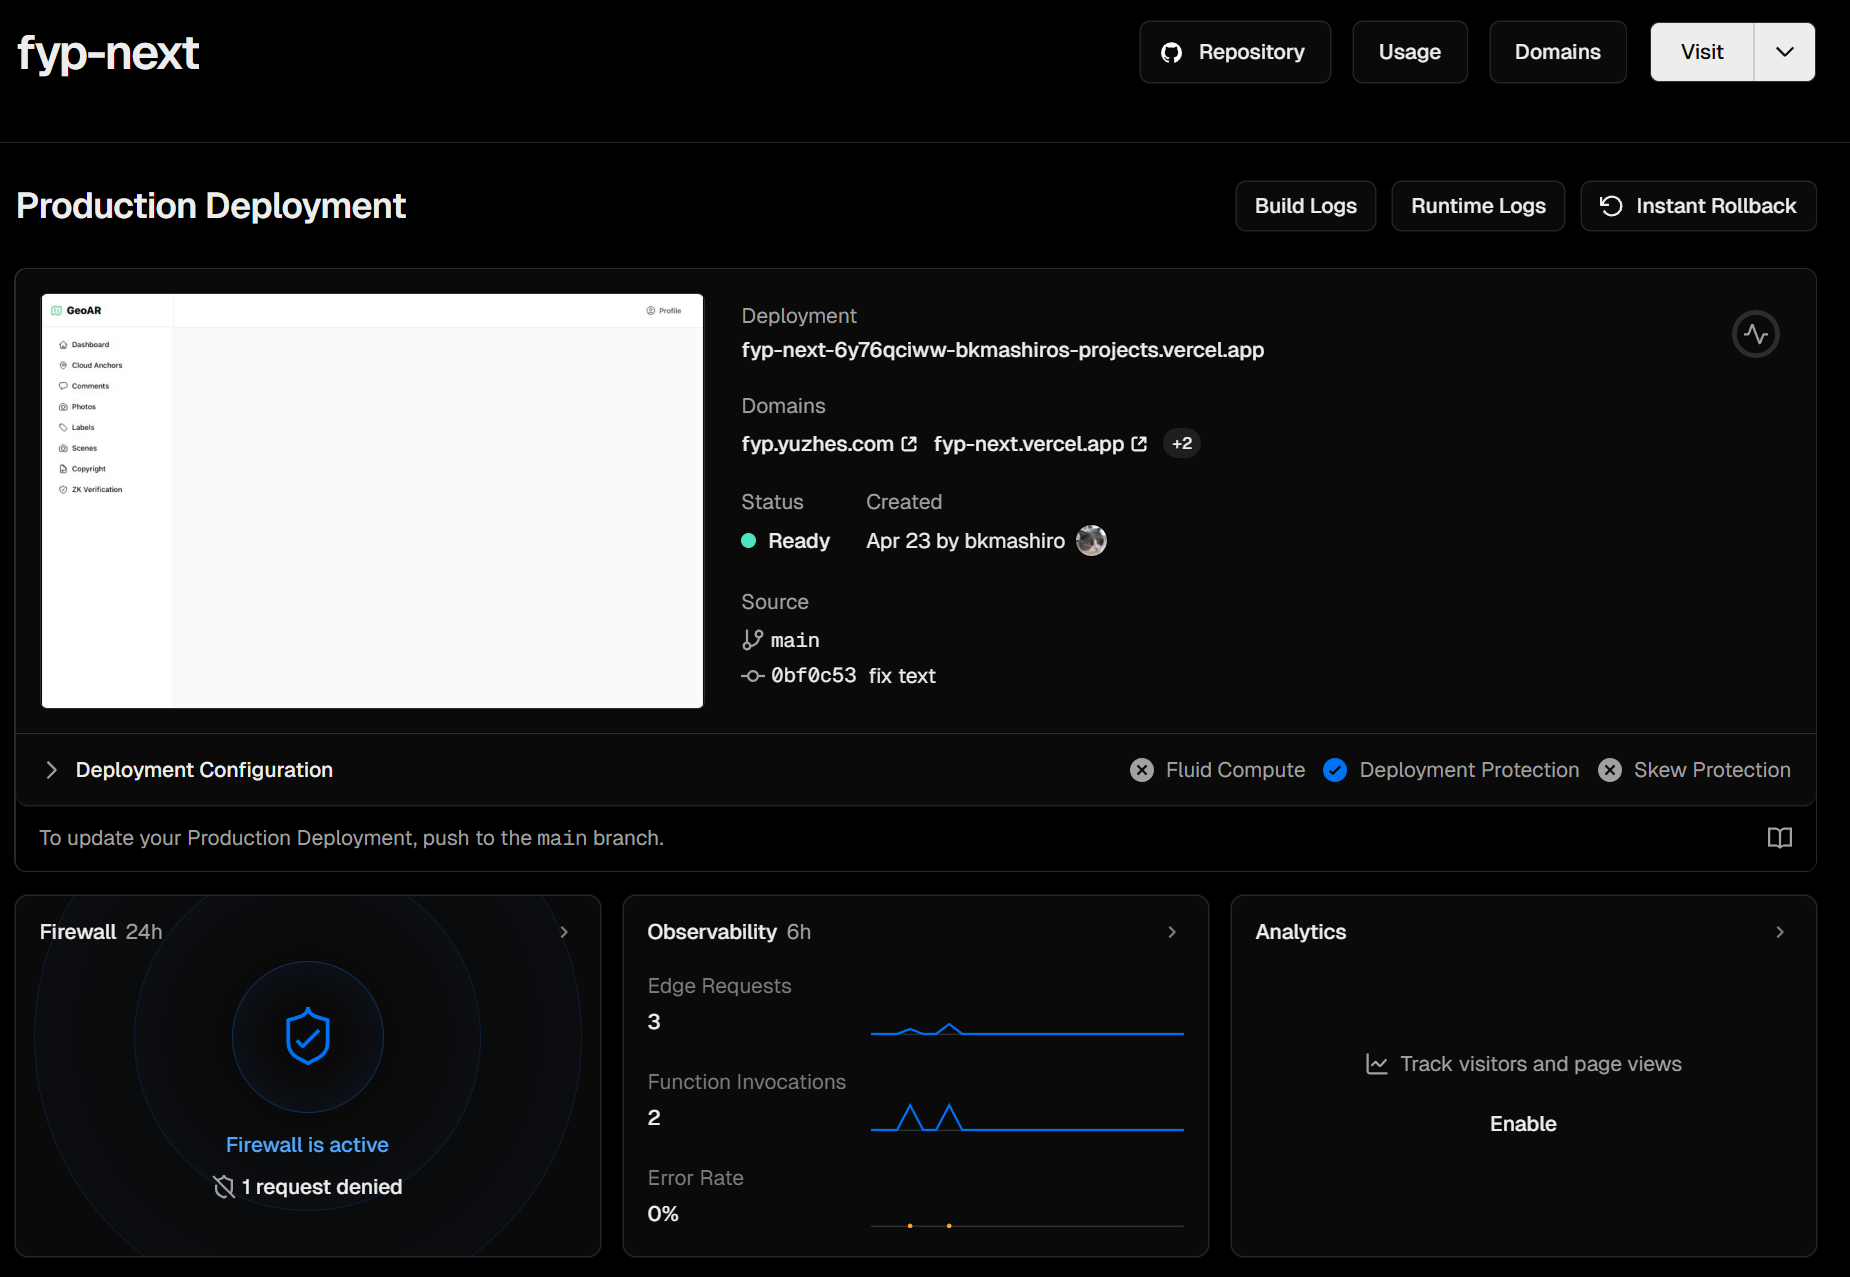 fyp-next
Repository
Usage
Domains
Visit
Production Deployment
Build Logs
Runtime Logs
Instant Rollback
GeoAR
Profile
Dashboard
Cloud Anchors
Comments
Photos
Labels
Scenes
Copyright
ZK Verification
Deployment
fyp-next-6y76qciww-bkmashiros-projects.vercel.app
Domains
fyp.yuzhes.com fyp-next.vercel.app +2
Status Created
Ready Apr 23 by bkmashiro
Source
main
0bf0c53 fix text
Deployment Configuration
Fluid Compute
Deployment Protection
Skew Protection
To update your Production Deployment, push to the main branch.
Firewall 24h
Firewall is active
1 request denied
Observability 6h
Edge Requests
3
Function Invocations
2
Error Rate
0%
Analytics
Track visitors and page views
Enable